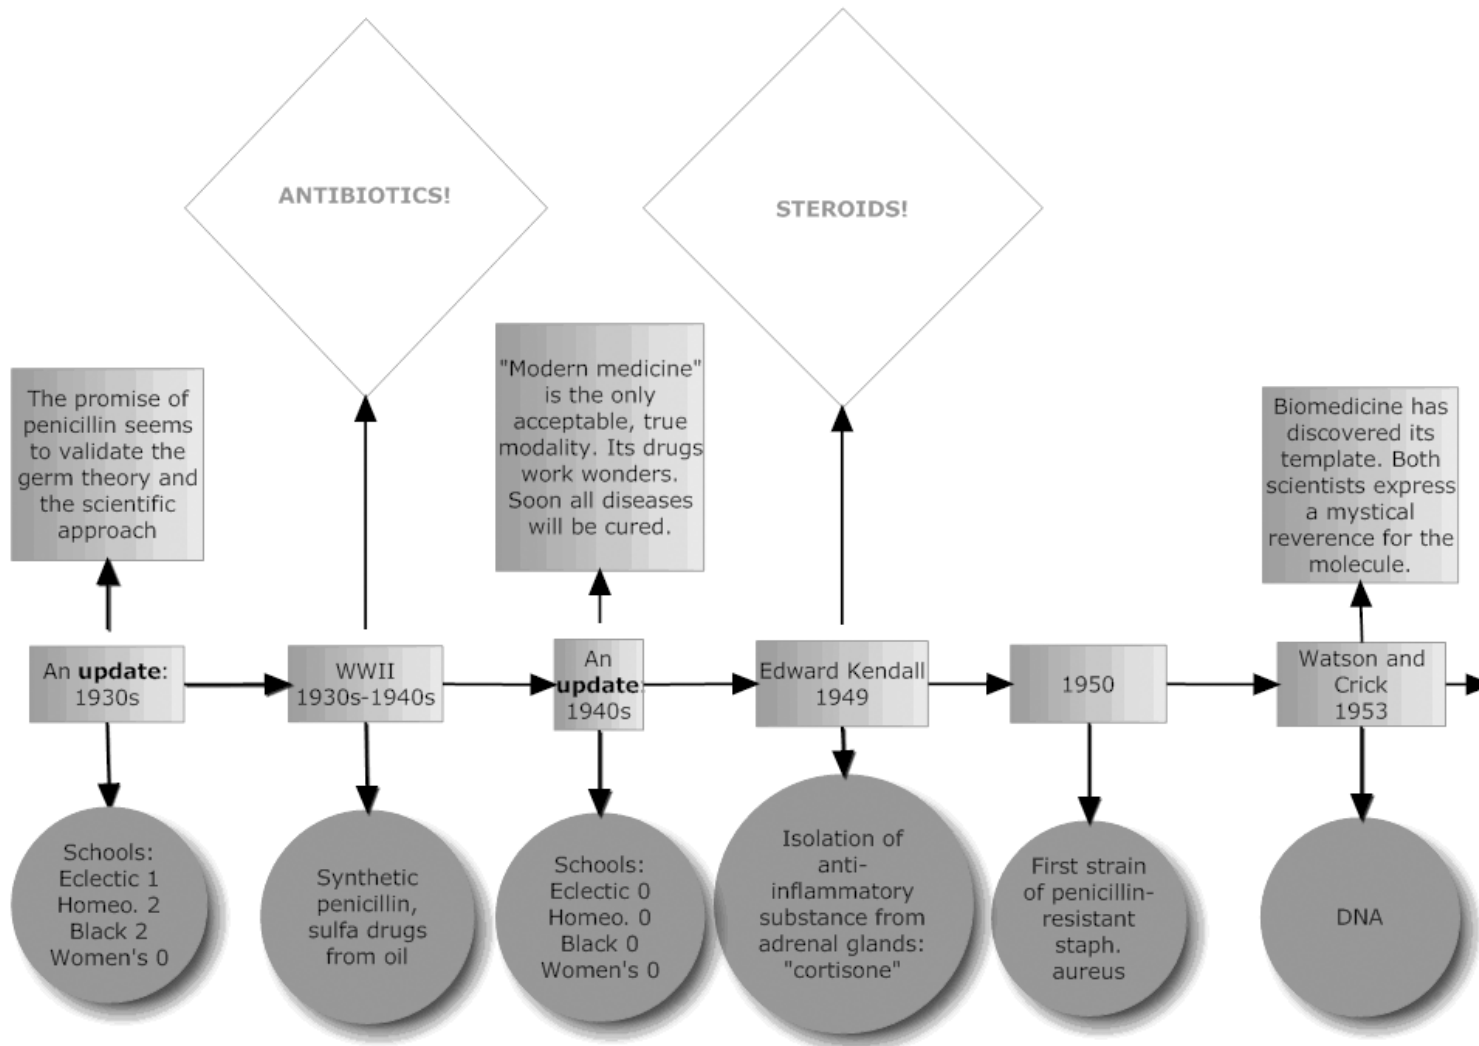 ANTIBIOTICS!
STEROIDS!
The promise of
penicillin seems
to validate the
germ theory and
the scientific
approach
"Modern medicine"
is the only
acceptable, true
modality. Its drugs
work wonders.
Soon all diseases
will be cured.
Biomedicine has
discovered its
template. Both
scientists express
a mystical
reverence for the
molecule.
An update:
1930s
WWII
1930s-1940s
An
update:
1940s
Edward Kendall
1949
1950
Watson and
Crick
1953
Schools:
Eclectic 1
Homeo. 2
Black 2
Women's 0
Synthetic
penicillin,
sulfa drugs
from oil
Schools:
Eclectic 0
Homeo. 0
Black 0
Women's 0
Isolation of
anti-
inflammatory
substance from
adrenal glands:
"cortisone"
First strain
of penicillin-
resistant
staph.
aureus
DNA